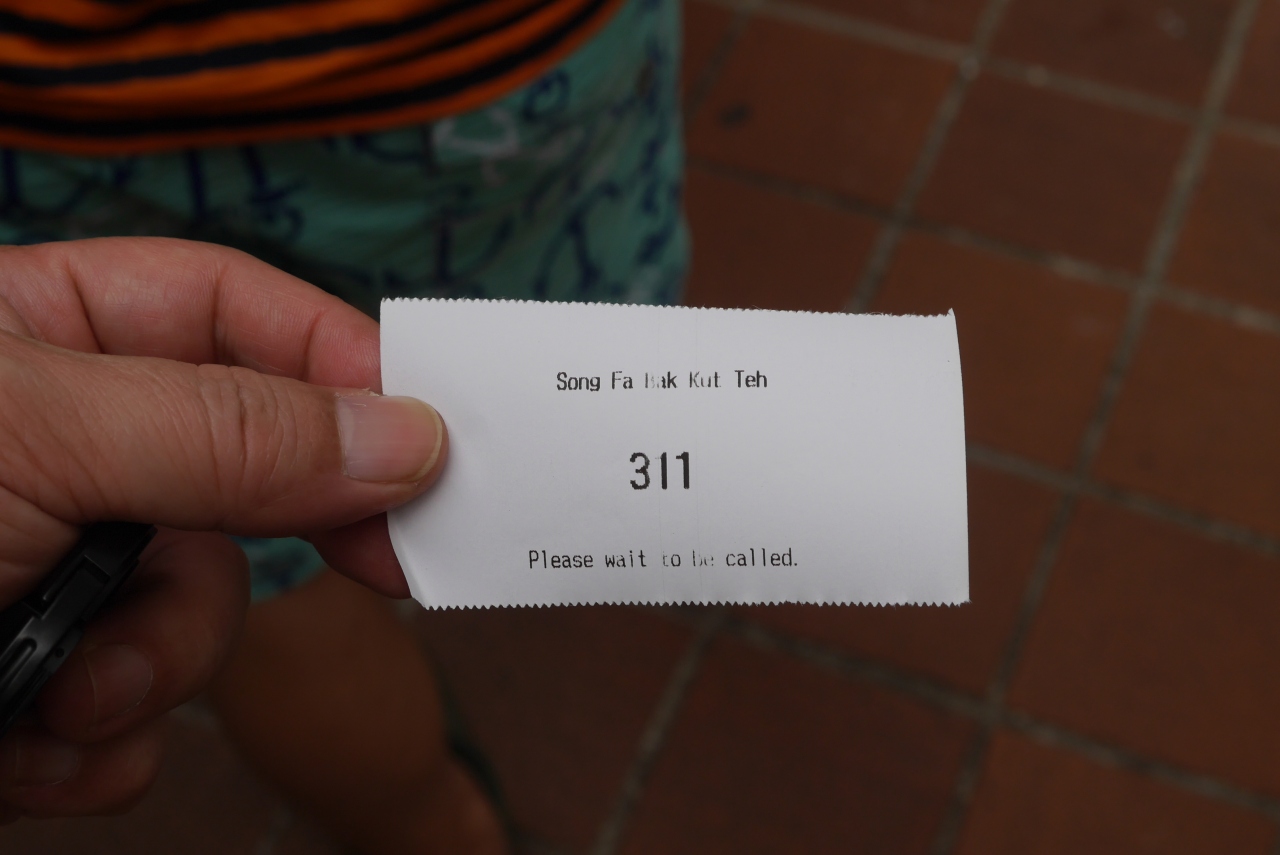 Song Fa Bak Kut Teh
311
Please wait to be called.